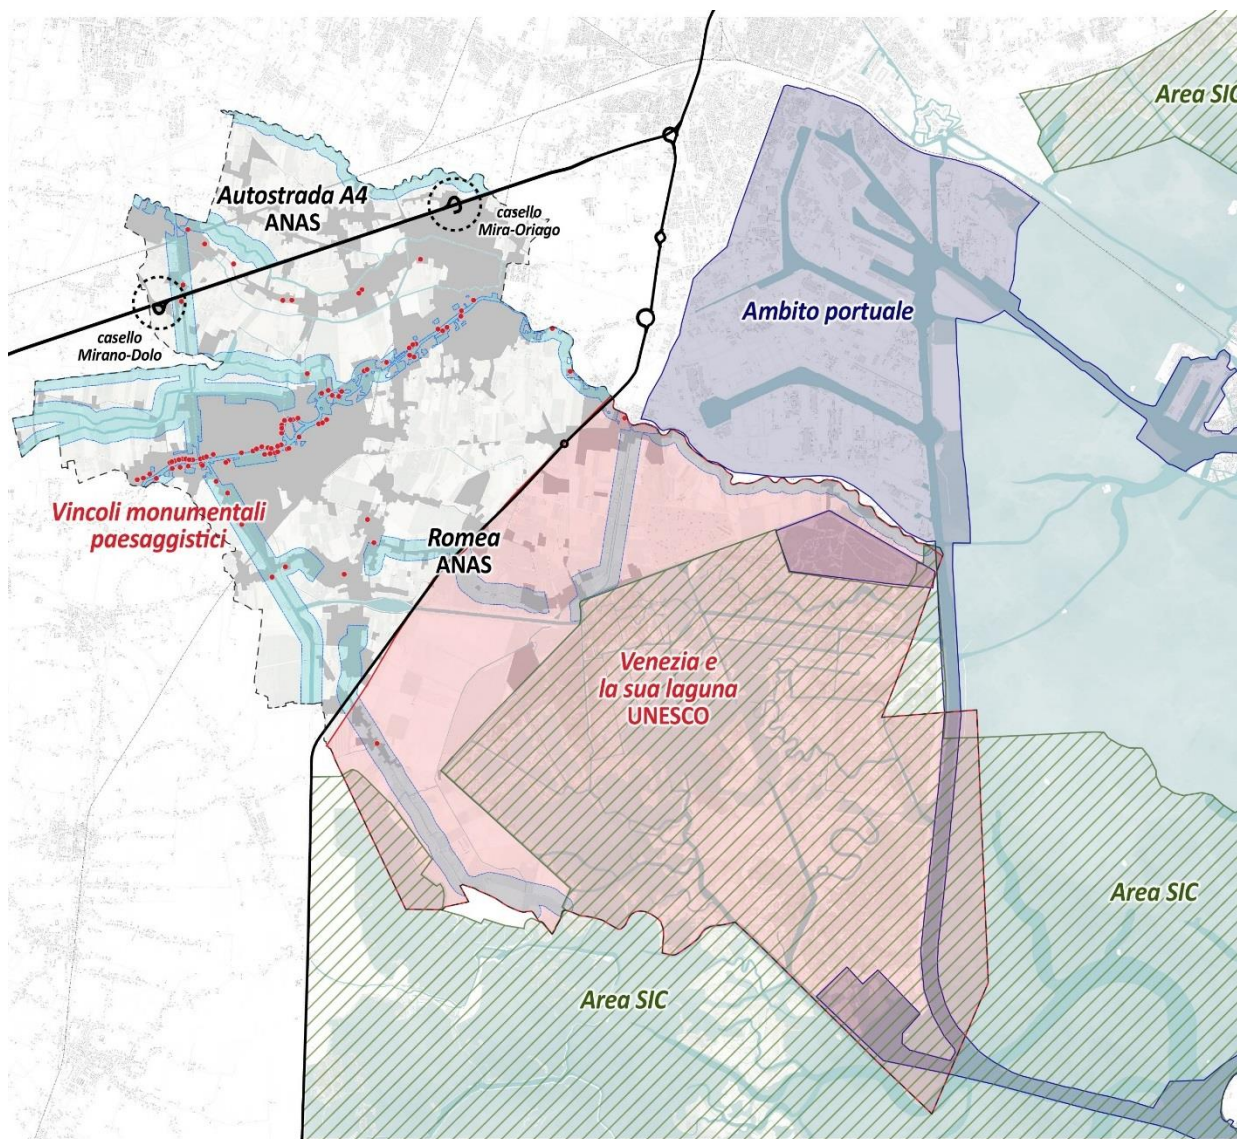 Area SIC
Autostrada A4
ANAS
casello
Mira-Oriago
Ambito portuale
casello
Mirano-Dolo
Vincoli monumentali
paesaggistici
Romea
ANAS
Venezia e
la sua laguna
UNESCO
Area SIC
Area SIC